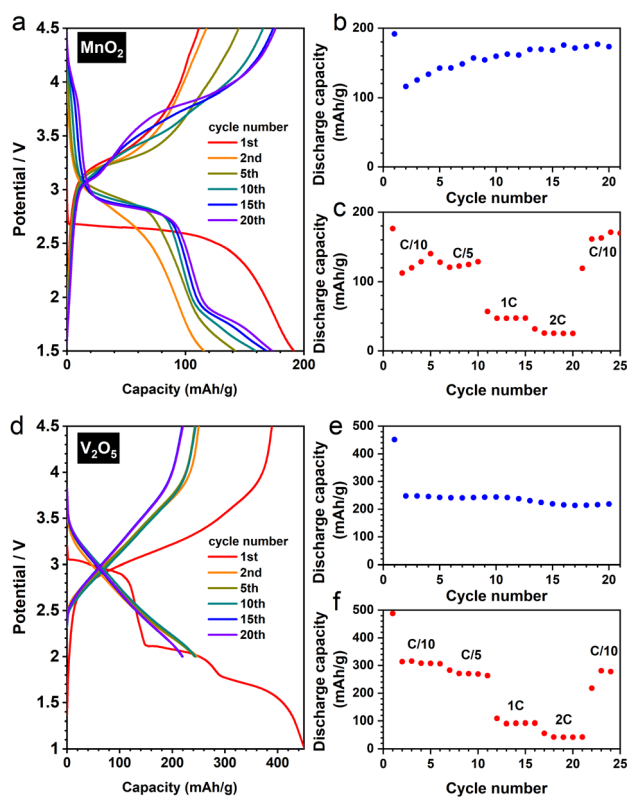 a
MnO2
4.5
4
3.5
3
2.5
2
1.5
Potential / V
0
100
200
Capacity (mAh/g)
cycle number
1st
2nd
5th
10th
15th
20th
b
200
100
0
Discharge capacity
(mAh/g)
0
5
10
15
20
Cycle number
C
200
100
0
Discharge capacity
(mAh/g)
C/10
C/5
1C
2C
C/10
0
5
10
15
20
25
Cycle number
d
V2O5
4.5
4
3.5
3
2.5
2
1.5
1
Potential / V
0
100
200
300
400
Capacity (mAh/g)
cycle number
1st
2nd
5th
10th
15th
20th
e
500
400
300
200
100
0
Discharge capacity
(mAh/g)
0
5
10
15
20
Cycle number
f
500
400
300
200
100
0
Discharge capacity
(mAh/g)
C/10
C/5
1C
2C
C/10
0
5
10
15
20
25
Cycle number